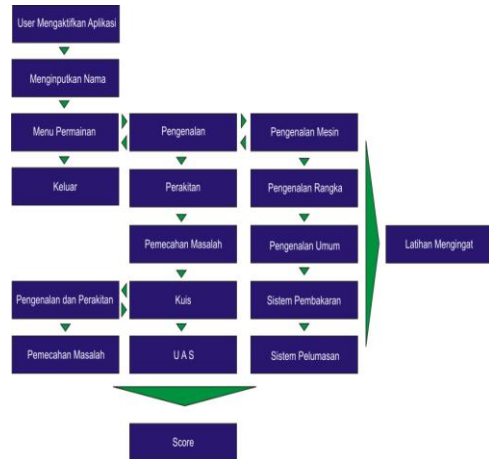 User Mengaktifkan Aplikasi
Menginputkan Nama
Menu Permainan
Pengenalan
Pengenalan Mesin
Keluar
Perakitan
Pengenalan Rangka
Pemecahan Masalah
Pengenalan Umum
Latihan Mengingat
Pengenalan dan Perakitan
Kuis
Sistem Pembakaran
Pemecahan Masalah
U A S
Sistem Pelumasan
Score